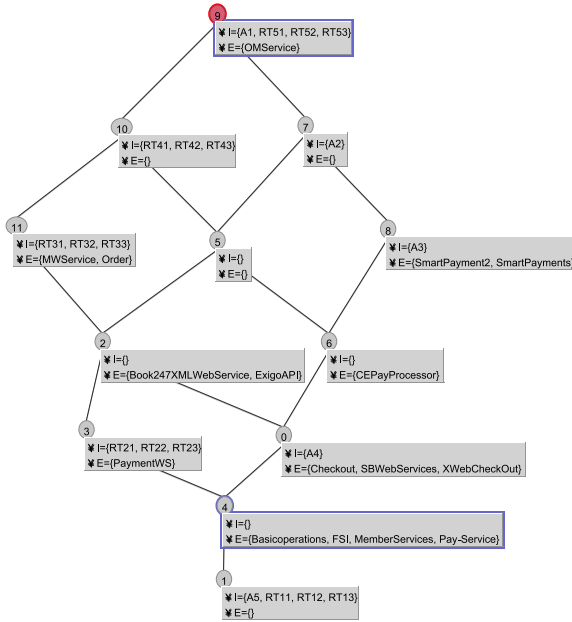 9
¥ I={A1, RT51, RT52, RT53}
¥ E={OMService}
10
¥ I={RT41, RT42, RT43}
¥ E={}
7
¥ I={A2}
¥ E={}
11
¥ I={RT31, RT32, RT33}
¥ E={MWService, Order}
5
¥ I={}
¥ E={}
8
¥ I={A3}
¥ E={SmartPayment2, SmartPayments}
2
¥ I={}
¥ E={Book247XMLWebService, ExigoAPI}
6
¥ I={}
¥ E={CEPayProcessor}
3
¥ I={RT21, RT22, RT23}
¥ E={PaymentWS}
0
¥ I={A4}
¥ E={Checkout, SBWebServices, XWebCheckOut}
4
¥ I={}
¥ E={Basicoperations, FSI, MemberServices, Pay-Service}
1
¥ I={A5, RT11, RT12, RT13}
¥ E={}